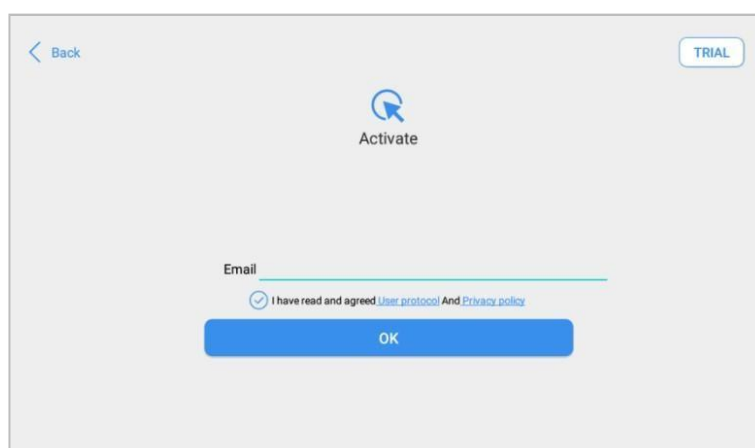 Back
TRIAL
Activate
Email
I have read and agreed User protocol And Privacy policy
OK